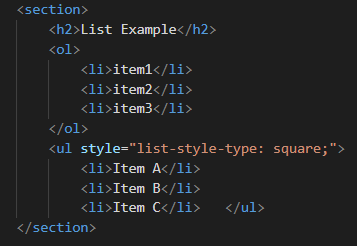 <section>
<h2>List Example</h2>
<ol>
<li>item1</li>
<li>item2</li>
<li>item3</li>
</ol>
<ul style="list-style-type: square;">
<li>Item A</li>
<li>Item B</li>
<li>Item C</li>   </ul>
</section>